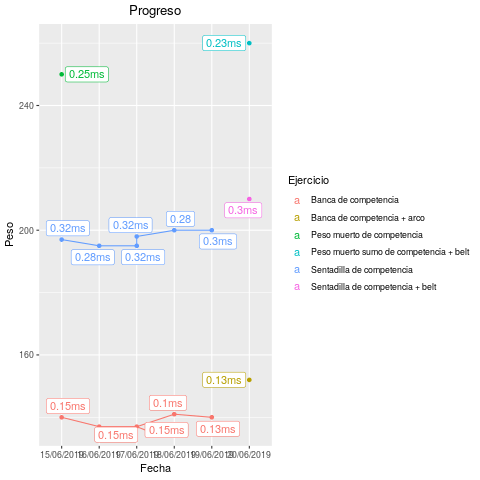 Progreso
0.23ms
0.25ms
240
Ejercicio
a Banca de competencia
a Banca de competencia + arco
a Peso muerto de competencia
a Peso muerto sumo de competencia + belt
a Sentadilla de competencia
a Sentadilla de competencia + belt
Peso
0.3ms
0.28
0.32ms
0.32ms
200
0.3ms
0.28ms
0.32ms
160
0.13ms
0.1ms
0.15ms
0.13ms
0.15ms
0.15ms
15/06/2019
16/06/2019
17/06/2019
18/06/2019
19/06/2019
20/06/2019
Fecha